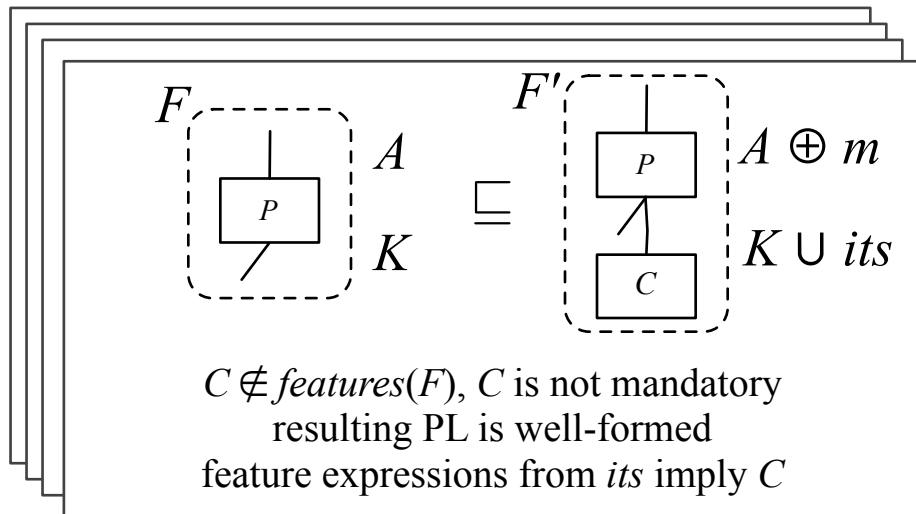 F
A
P
K
⊑
F'
P
A ⊕ m
K ∪ its
C
C ∉ features(F), C is not mandatory
resulting PL is well-formed
feature expressions from its imply C